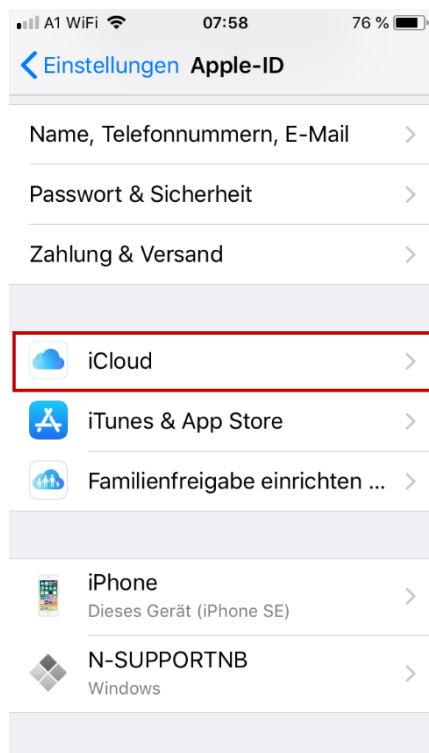 A1 WiFi 07:58 76 %
Einstellungen Apple-ID
Name, Telefonnummern, E-Mail
Passwort & Sicherheit
Zahlung & Versand
iCloud
iTunes & App Store
Familienfreigabe einrichten ...
iPhone
Dieses Gerät (iPhone SE)
N-SUPPORTNB
Windows